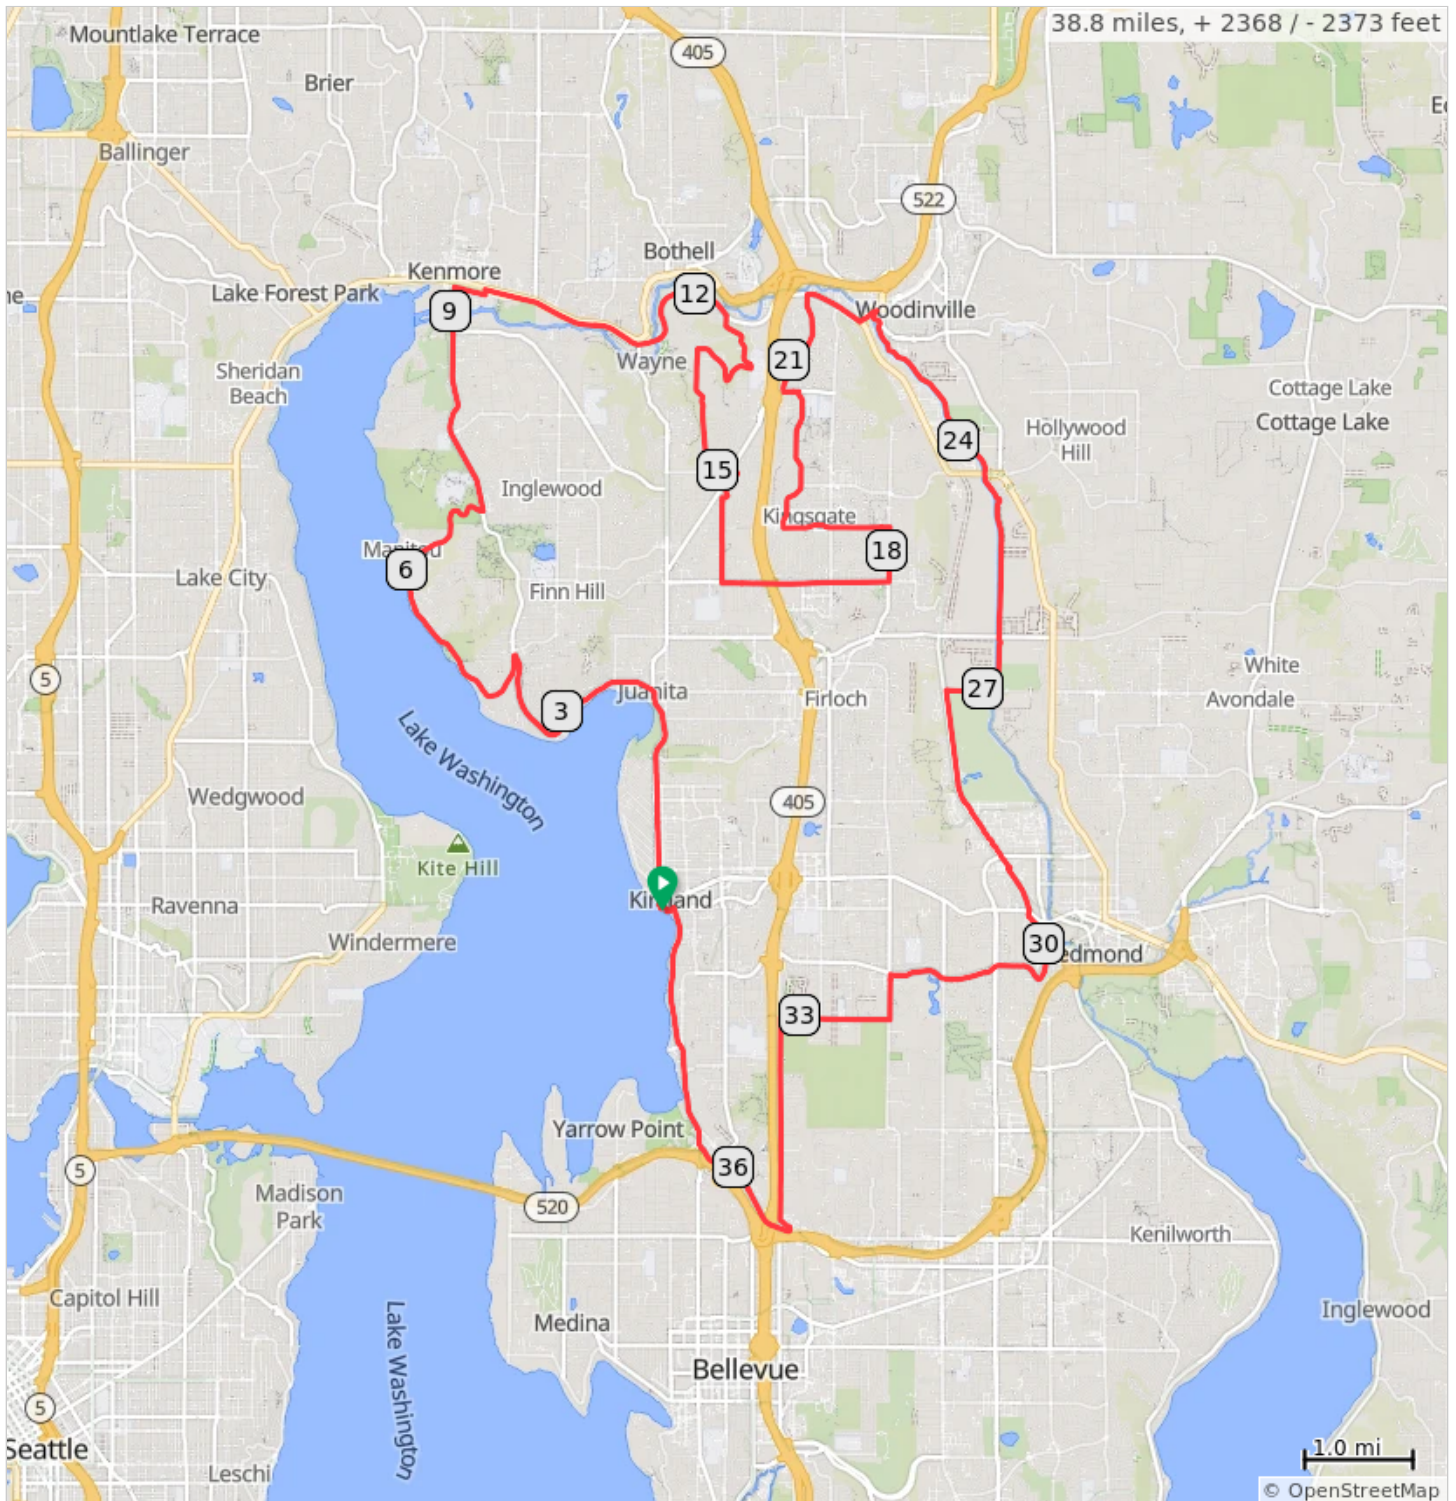 38.8 miles, + 2368 / - 2373 feet
Mountlake Terrace
405
Brier
Ballinger
522
Bothell
Kenmore
Lake Forest Park
12
9
Woodinville
Wayne
21
Sheridan
Beach
Cottage Lake
Cottage Lake
Hollywood
Hill
24
15
Inglewood
Kingsgate
18
6
Lake City
Finn Hill
5
White
Juanita
27
Firloch
Avondale
3
Lake Washington
Wedgwood
405
Kite Hill
Ravenna
Windermere
30
33
Yarrow Point
36
5
520
Madison
Park
Kenilworth
Capitol Hill
Medina
Inglewood
Lake Washington
Bellevue
5
Seattle
Leschi
1.0 mi
© OpenStreetMap